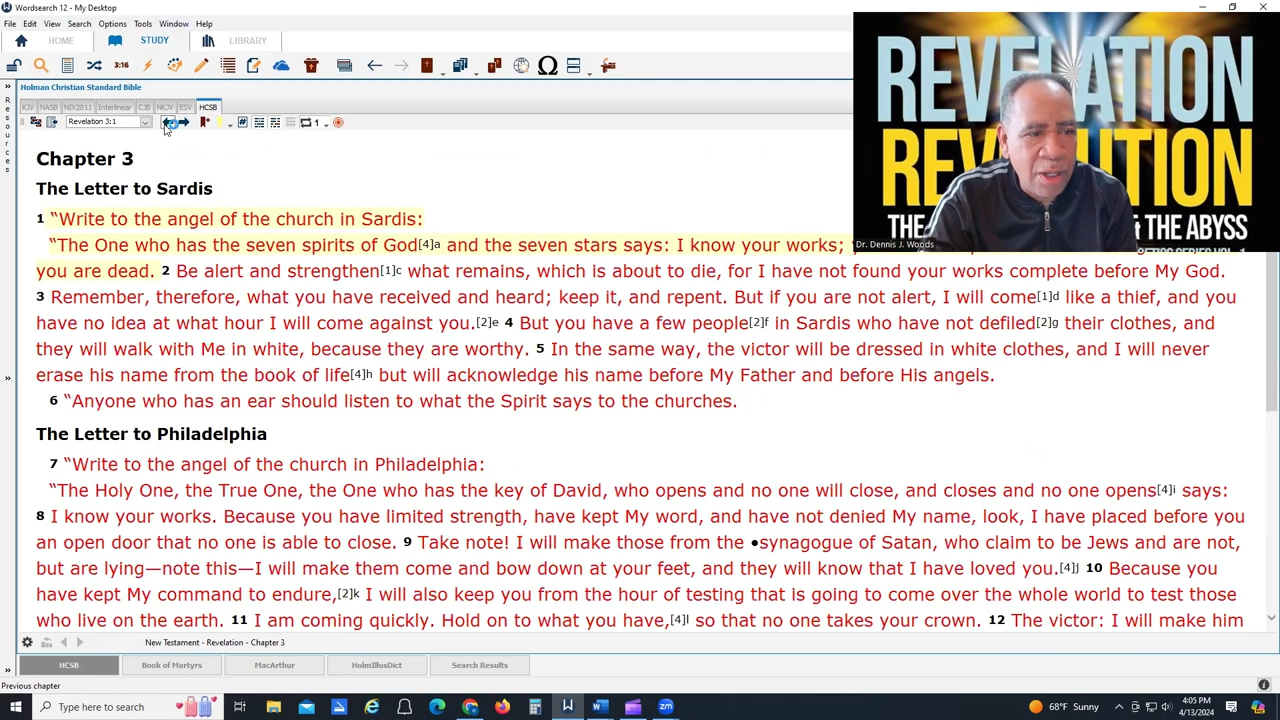 Wordsearch 12 - My Desktop
File Edit View Search Options Tools Window Help
HOME STUDY LIBRARY
3:16
Resources
Holman Christian Standard Bible
KJV NASB NIV2011 Interlinear CJB NKJV ESV HCSB
Revelation 3:1
1
Chapter 3
The Letter to Sardis
1 “Write to the angel of the church in Sardis:
“The One who has the seven spirits of God[4]a and the seven stars says: I know your works;
you are dead. 2 Be alert and strengthen[1]c what remains, which is about to die, for I have not found your works complete before My God.
3 Remember, therefore, what you have received and heard; keep it, and repent. But if you are not alert, I will come[1]d like a thief, and you
have no idea at what hour I will come against you.[2]e 4 But you have a few people[2]f in Sardis who have not defiled[2]g their clothes, and
they will walk with Me in white, because they are worthy. 5 In the same way, the victor will be dressed in white clothes, and I will never
erase his name from the book of life[4]h but will acknowledge his name before My Father and before His angels.
6 “Anyone who has an ear should listen to what the Spirit says to the churches.
The Letter to Philadelphia
7 “Write to the angel of the church in Philadelphia:
“The Holy One, the True One, the One who has the key of David, who opens and no one will close, and closes and no one opens[4]i says:
8 I know your works. Because you have limited strength, have kept My word, and have not denied My name, look, I have placed before you
an open door that no one is able to close. 9 Take note! I will make those from the •synagogue of Satan, who claim to be Jews and are not,
but are lying—note this—I will make them come and bow down at your feet, and they will know that I have loved you.[4]j 10 Because you
have kept My command to endure,[2]k I will also keep you from the hour of testing that is going to come over the whole world to test those
who live on the earth. 11 I am coming quickly. Hold on to what you have,[4]l so that no one takes your crown. 12 The victor: I will make him
New Testament - Revelation - Chapter 3
HCSB Book of Martyrs MacArthur HolmIllusDict Search Results
Previous chapter
Type here to search
68°F Sunny
4:05 PM
4/13/2024
REVELATION
THE & THE ABYSS
Dr. Dennis J. Woods